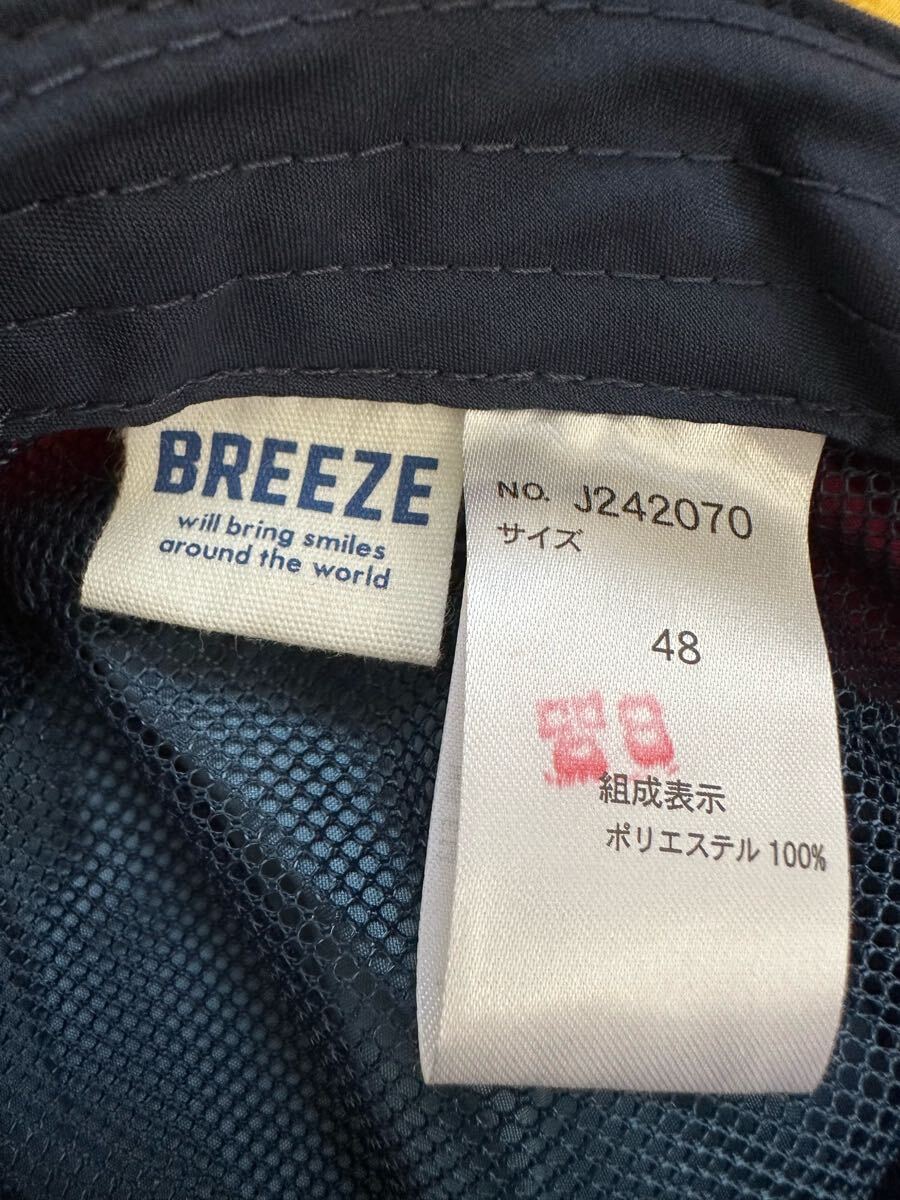 BREEZE
will bring smiles
around the world
NO. J242070
サイズ
48
組成表示
ポリエステル 100%